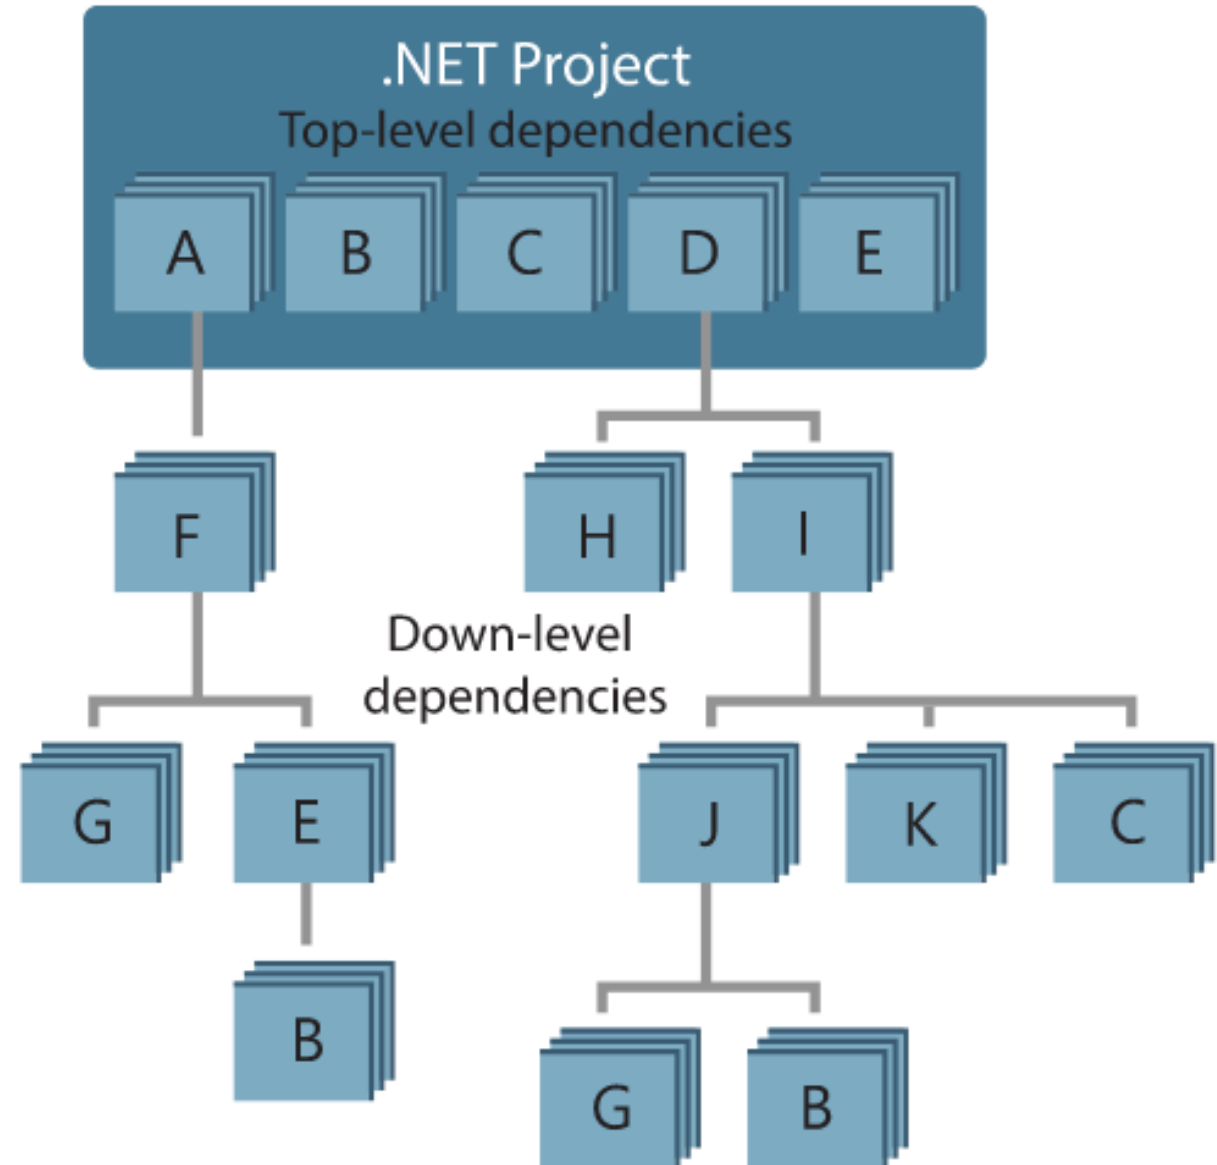 .NET Project
Top-level dependencies
A B C D E
F H I
Down-level
dependencies
G E J K C
B
G B